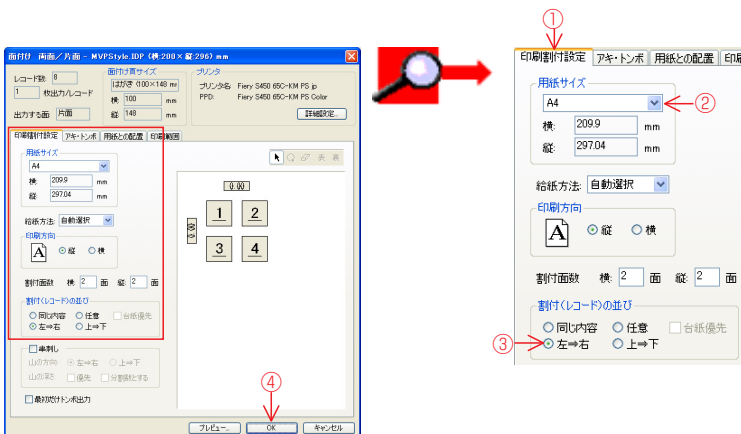 面付け 両面/片面 - MVPStyle.IDP (横:200× 縦:296) mm
レコード数: 8
1 枚出力/レコード
出力する面: 片面
面付け頁サイズ
はがき (100×148 mm
横: 100 mm
縦: 148 mm
プリンタ
プリンタ名: Fiery S450 65C-KM PS jp
PPD: Fiery S450 65C-KM PS Color
詳細設定...
印刷割付設定 アキ・トンボ 用紙との配置 印刷範囲
用紙サイズ
A4
横: 209.9 mm
縦: 297.04 mm
給紙方法: 自動選択
印刷方向
A 縦 横
割付面数 横: 2 面 縦: 2 面
割付(レコード)の並び
同じ内容 任意 台紙優先
左⇒右 上⇒下
串刺し
山の方向: 左⇒右 上⇒下
山の深さ: 優先 分割数とする
最初だけトンボ出力
表 裏
0.00
0.00
1 2
3 4
④
プレビュー... OK キャンセル
①
印刷割付設定 アキ・トンボ 用紙との配置 印刷
用紙サイズ
A4 ②
横: 209.9 mm
縦: 297.04 mm
給紙方法: 自動選択
印刷方向
A 縦 横
割付面数 横: 2 面 縦: 2 面
割付(レコード)の並び
同じ内容 任意 台紙優先
③ 左⇒右 上⇒下